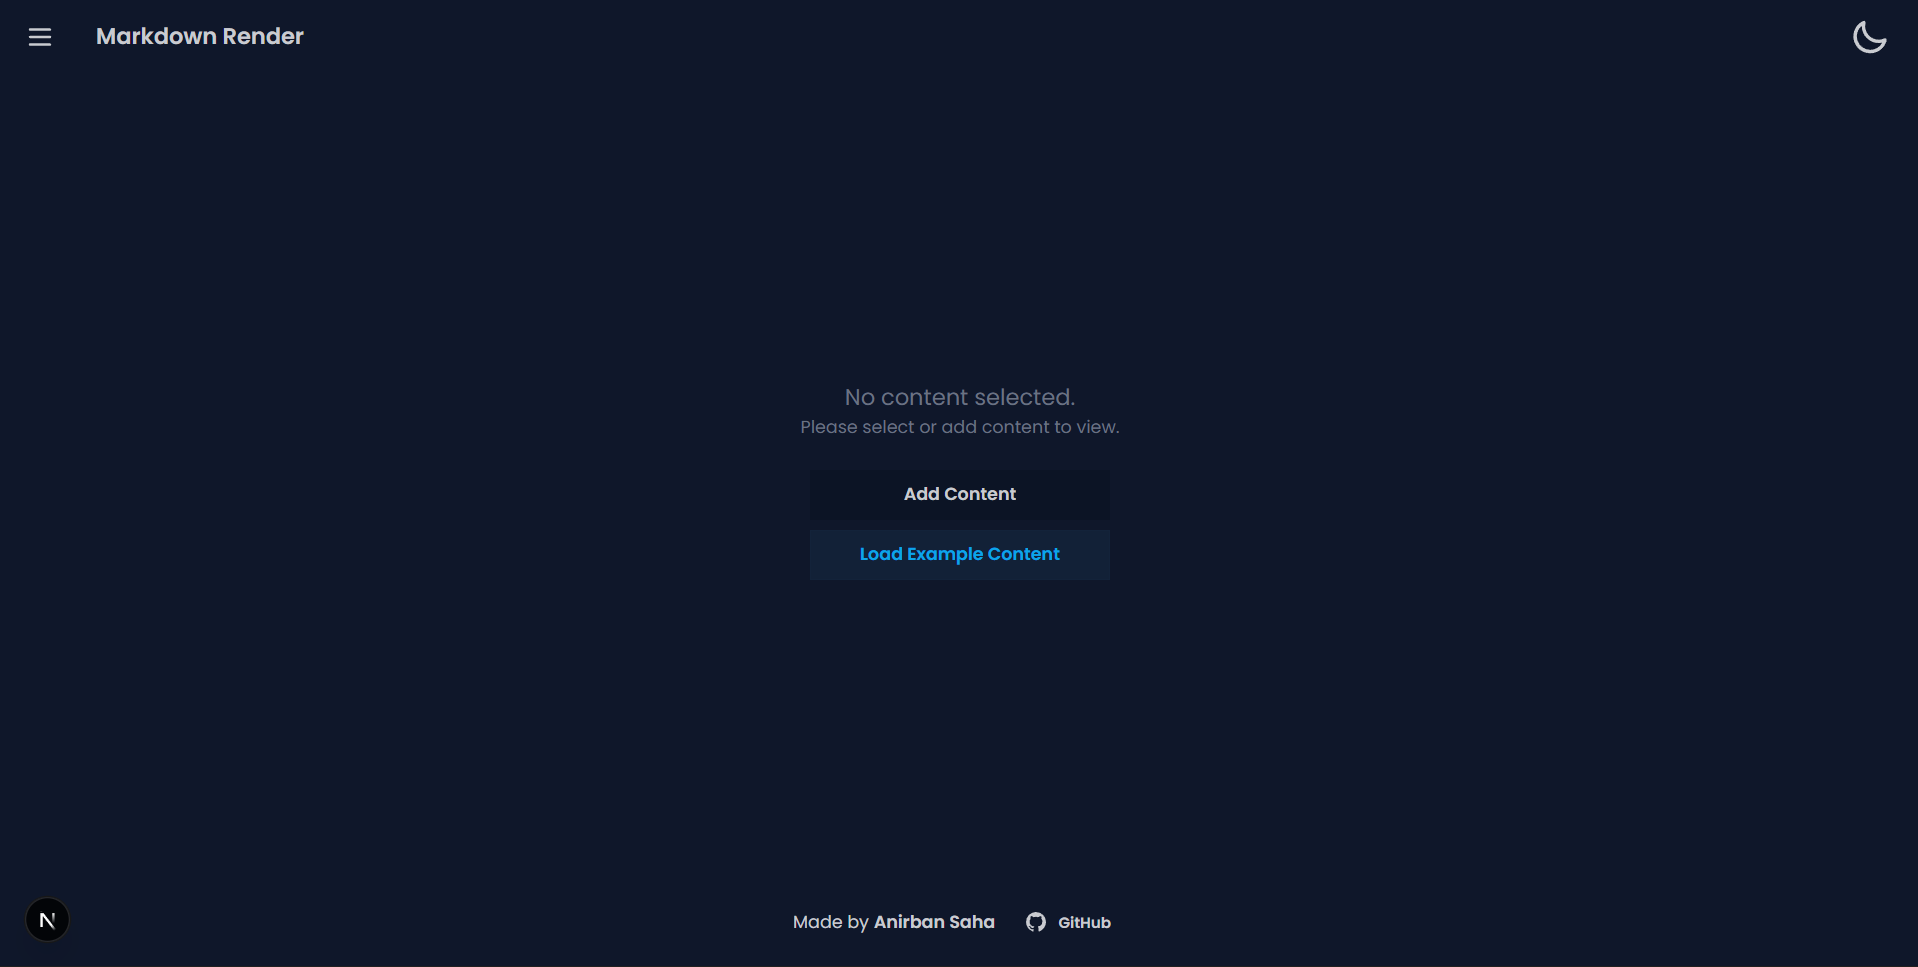 Markdown Render
No content selected.
Please select or add content to view.
Add Content
Load Example Content
N
Made by Anirban Saha
GitHub